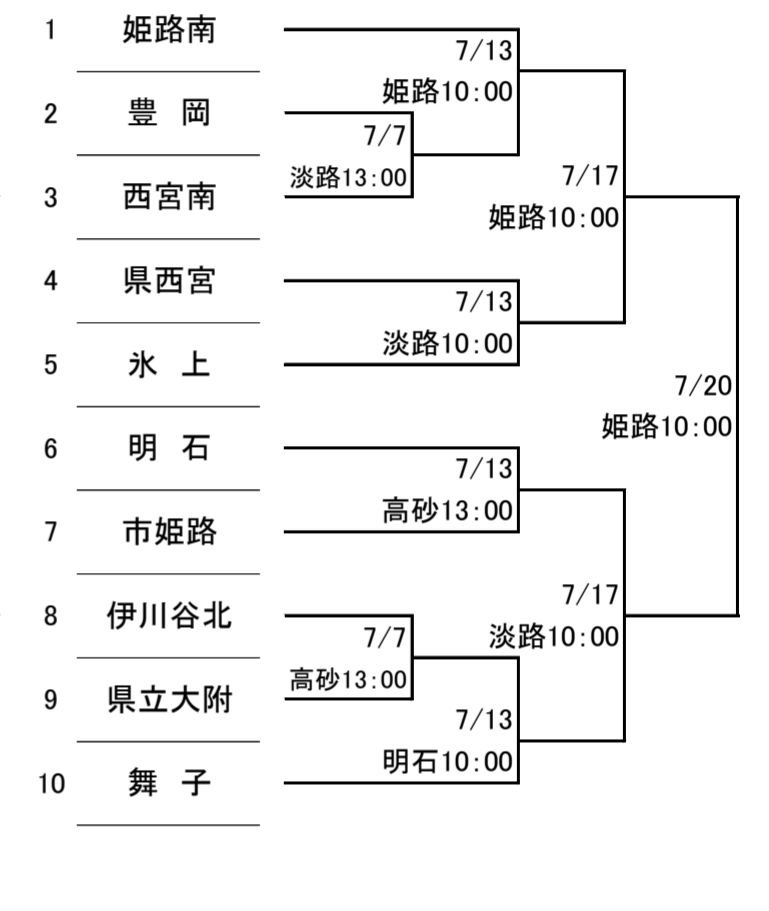 1 姫路南
7/13
姫路10:00
2 豊 岡
7/7
淡路13:00
3 西宮南
7/17
姫路10:00
4 県西宮
7/13
淡路10:00
5 氷 上
7/20
姫路10:00
6 明 石
7/13
高砂13:00
7 市姫路
7/17
淡路10:00
8 伊川谷北
7/7
高砂13:00
9 県立大附
7/13
明石10:00
10 舞 子